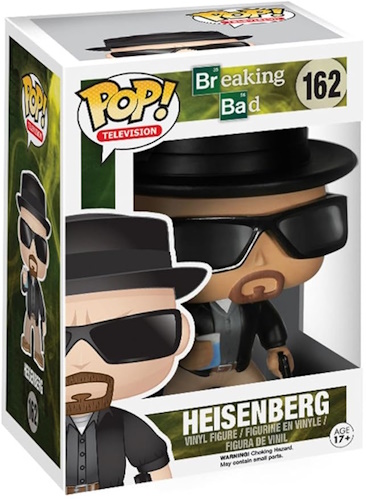 POP!
TELEVISION
Breaking
Bad
162
HEISENBERG
162
HEISENBERG
VINYL FIGURE / FIGURINE EN VINYLE /
FIGURA DE VINIL
WARNING: Choking Hazard.
May contain small parts.
AGE
17+